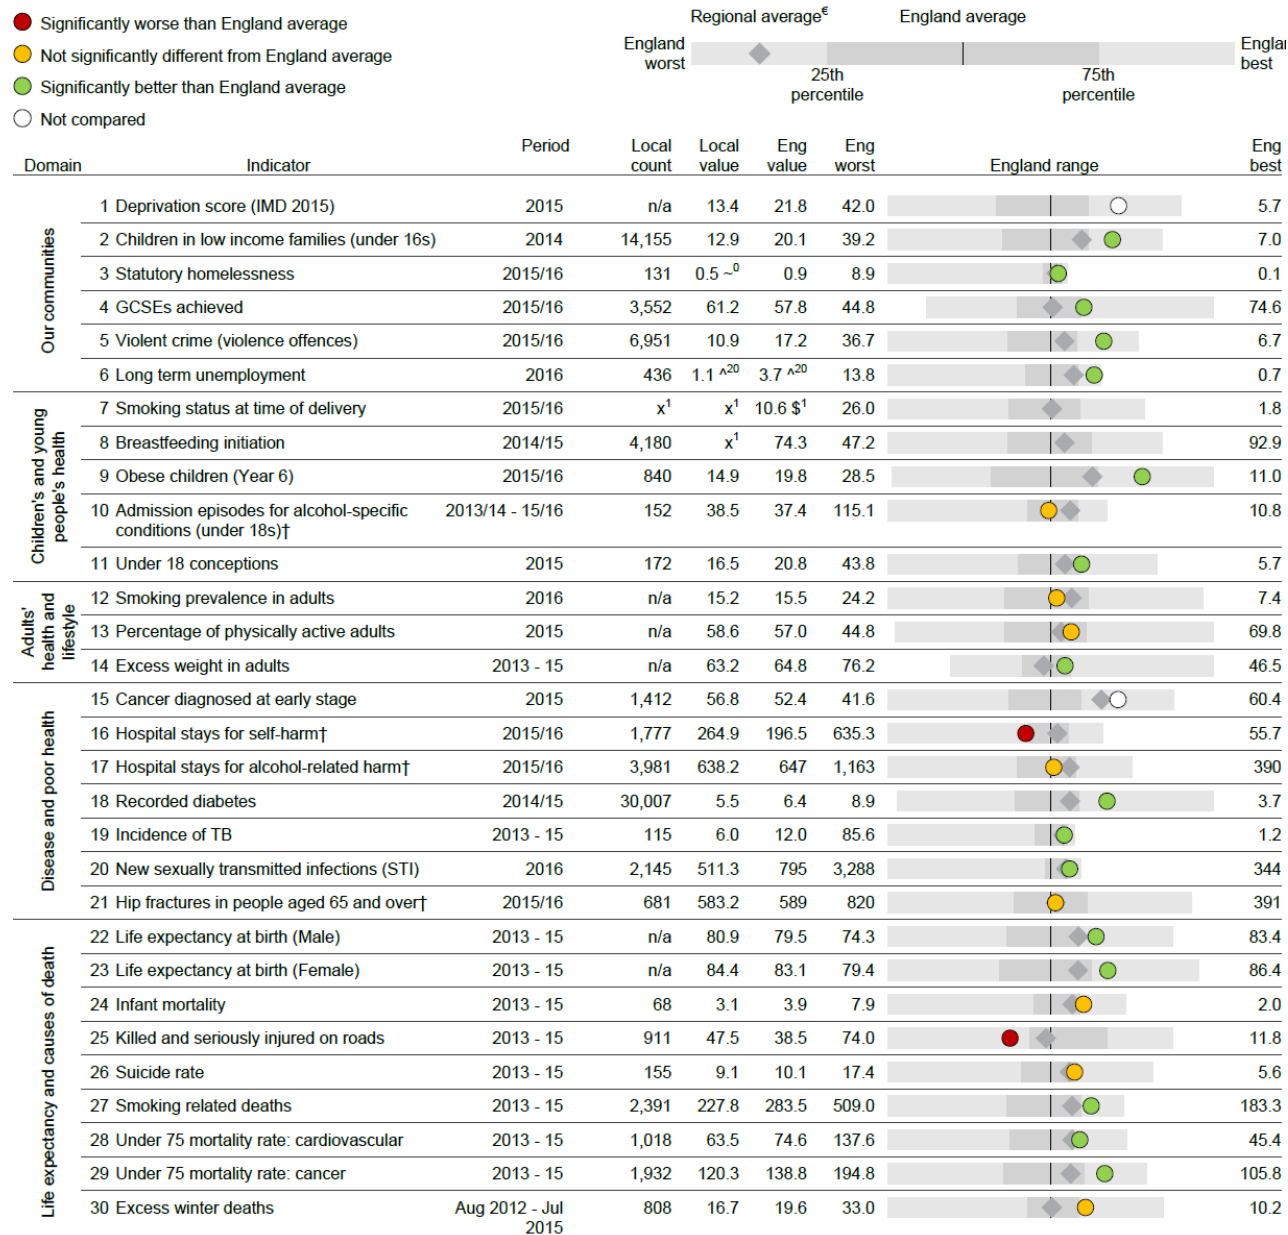 Significantly worse than England average
Not significantly different from England average
Significantly better than England average
Not compared
Regional average€ England average
England worst
Engla best
25th percentile
75th percentile
Domain Indicator Period Local count Local value Eng value Eng worst England range Eng best
Our communities
1 Deprivation score (IMD 2015) 2015 n/a 13.4 21.8 42.0 5.7
2 Children in low income families (under 16s) 2014 14,155 12.9 20.1 39.2 7.0
3 Statutory homelessness 2015/16 131 0.5 ~0 0.9 8.9 0.1
4 GCSEs achieved 2015/16 3,552 61.2 57.8 44.8 74.6
5 Violent crime (violence offences) 2015/16 6,951 10.9 17.2 36.7 6.7
6 Long term unemployment 2016 436 1.1 ^20 3.7 ^20 13.8 0.7
Children's and young people's health
7 Smoking status at time of delivery 2015/16 x1 x1 10.6 $1 26.0 1.8
8 Breastfeeding initiation 2014/15 4,180 x1 74.3 47.2 92.9
9 Obese children (Year 6) 2015/16 840 14.9 19.8 28.5 11.0
10 Admission episodes for alcohol-specific 2013/14 - 15/16 152 38.5 37.4 115.1 10.8
conditions (under 18s)†
11 Under 18 conceptions 2015 172 16.5 20.8 43.8 5.7
Adults' health and lifestyle
12 Smoking prevalence in adults 2016 n/a 15.2 15.5 24.2 7.4
13 Percentage of physically active adults 2015 n/a 58.6 57.0 44.8 69.8
14 Excess weight in adults 2013 - 15 n/a 63.2 64.8 76.2 46.5
Disease and poor health
15 Cancer diagnosed at early stage 2015 1,412 56.8 52.4 41.6 60.4
16 Hospital stays for self-harm† 2015/16 1,777 264.9 196.5 635.3 55.7
17 Hospital stays for alcohol-related harm† 2015/16 3,981 638.2 647 1,163 390
18 Recorded diabetes 2014/15 30,007 5.5 6.4 8.9 3.7
19 Incidence of TB 2013 - 15 115 6.0 12.0 85.6 1.2
20 New sexually transmitted infections (STI) 2016 2,145 511.3 795 3,288 344
21 Hip fractures in people aged 65 and over† 2015/16 681 583.2 589 820 391
Life expectancy and causes of death
22 Life expectancy at birth (Male) 2013 - 15 n/a 80.9 79.5 74.3 83.4
23 Life expectancy at birth (Female) 2013 - 15 n/a 84.4 83.1 79.4 86.4
24 Infant mortality 2013 - 15 68 3.1 3.9 7.9 2.0
25 Killed and seriously injured on roads 2013 - 15 911 47.5 38.5 74.0 11.8
26 Suicide rate 2013 - 15 155 9.1 10.1 17.4 5.6
27 Smoking related deaths 2013 - 15 2,391 227.8 283.5 509.0 183.3
28 Under 75 mortality rate: cardiovascular 2013 - 15 1,018 63.5 74.6 137.6 45.4
29 Under 75 mortality rate: cancer 2013 - 15 1,932 120.3 138.8 194.8 105.8
30 Excess winter deaths Aug 2012 - Jul 2015 808 16.7 19.6 33.0 10.2